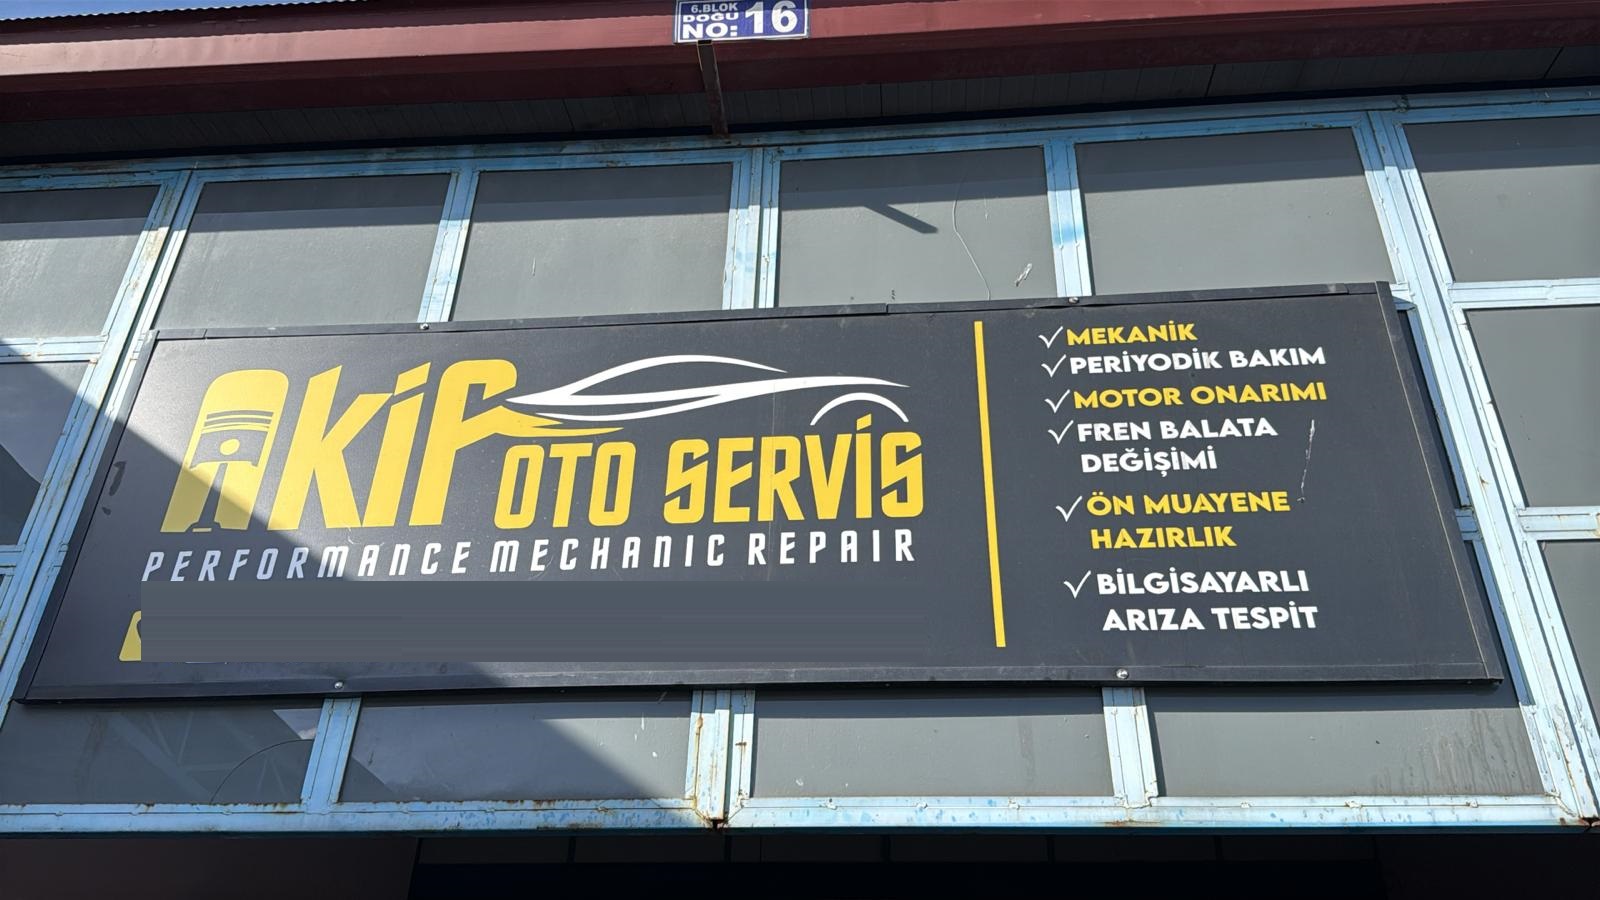 6.BLOK
DOĞU
NO: 16
AKİF OTO SERVİS
PERFORMANCE MECHANIC REPAIR
MEKANİK
PERİYODİK BAKIM
MOTOR ONARIMI
FREN BALATA
DEĞİŞİMİ
ÖN MUAYENE
HAZIRLIK
BİLGİSAYARLI
ARIZA TESPİT